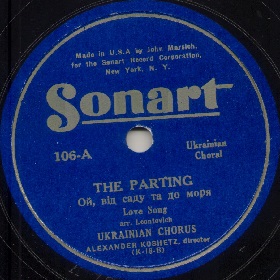 Made in U.S.A by John Marsich,
for the Sonart Record Corporation,
New York, N. Y.
Sonart
106-A
Ukrainian
Choral
THE PARTING
Ой, від саду та до моря
Love Song
arr. Leontovich
UKRAINIAN CHORUS
ALEXANDER KOSHETZ, director
(K-18-B)